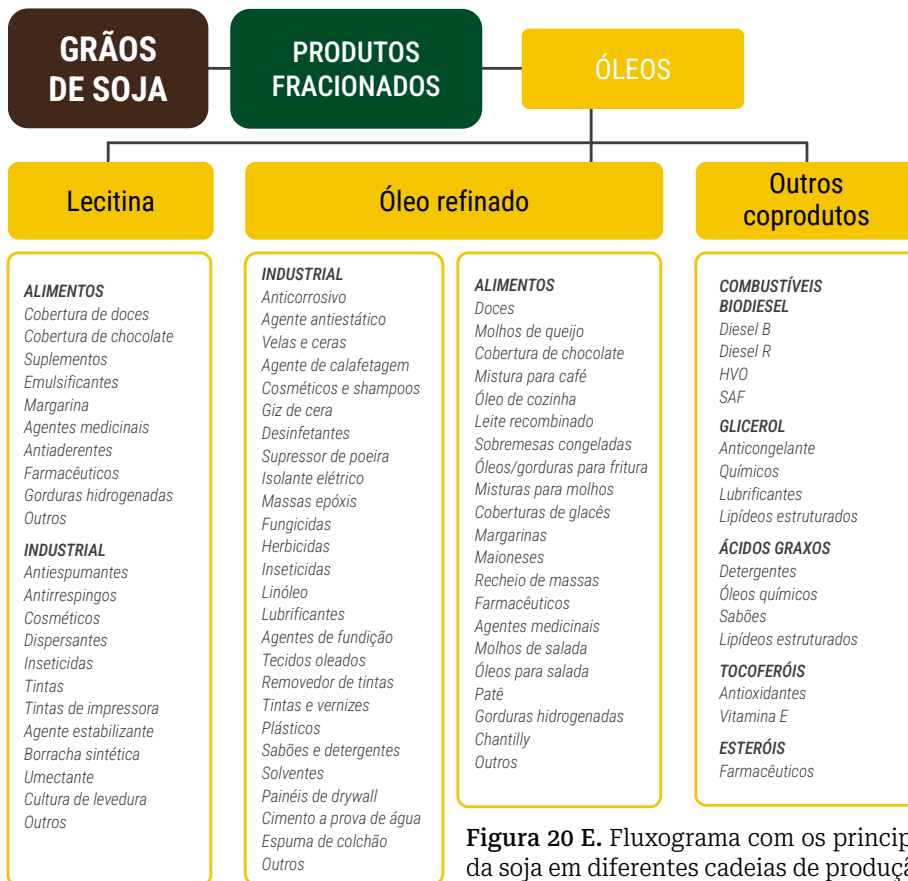 GRÃOS
DE SOJA
PRODUTOS
FRACIONADOS
ÓLEOS
Lecitina
Óleo refinado
Outros
coprodutos
ALIMENTOS
Cobertura de doces
Cobertura de chocolate
Suplementos
Emulsificantes
Margarina
Agentes medicinais
Antiaderentes
Farmacêuticos
Gorduras hidrogenadas
Outros
INDUSTRIAL
Antiespumantes
Antirrespingos
Cosméticos
Dispersantes
Inseticidas
Tintas
Tintas de impressora
Agente estabilizante
Borracha sintética
Umectante
Cultura de levedura
Outros
INDUSTRIAL
Anticorrosivo
Agente antiestático
Velas e ceras
Agente de calafetagem
Cosméticos e shampoos
Giz de cera
Desinfetantes
Supressor de poeira
Isolante elétrico
Massas epóxis
Fungicidas
Herbicidas
Inseticidas
Linóleo
Lubrificantes
Agentes de fundição
Tecidos oleados
Removedor de tintas
Tintas e vernizes
Plásticos
Sabões e detergentes
Solventes
Painéis de drywall
Cimento a prova de água
Espuma de colchão
Outros
ALIMENTOS
Doces
Molhos de queijo
Cobertura de chocolate
Mistura para café
Óleo de cozinha
Leite recombinado
Sobremesas congeladas
Óleos/gorduras para fritura
Misturas para molhos
Coberturas de glacês
Margarinas
Maioneses
Recheio de massas
Farmacêuticos
Agentes medicinais
Molhos de salada
Óleos para salada
Patê
Gorduras hidrogenadas
Chantilly
Outros
COMBUSTÍVEIS
BIODIESEL
Diesel B
Diesel R
HVO
SAF
GLICEROL
Anticongelante
Químicos
Lubrificantes
Lipídeos estruturados
ÁCIDOS GRAXOS
Detergentes
Óleos químicos
Sabões
Lipídeos estruturados
TOCOFERÓIS
Antioxidantes
Vitamina E
ESTERÓIS
Farmacêuticos
Figura 20 E. Fluxograma com os princip
da soja em diferentes cadeias de produçã